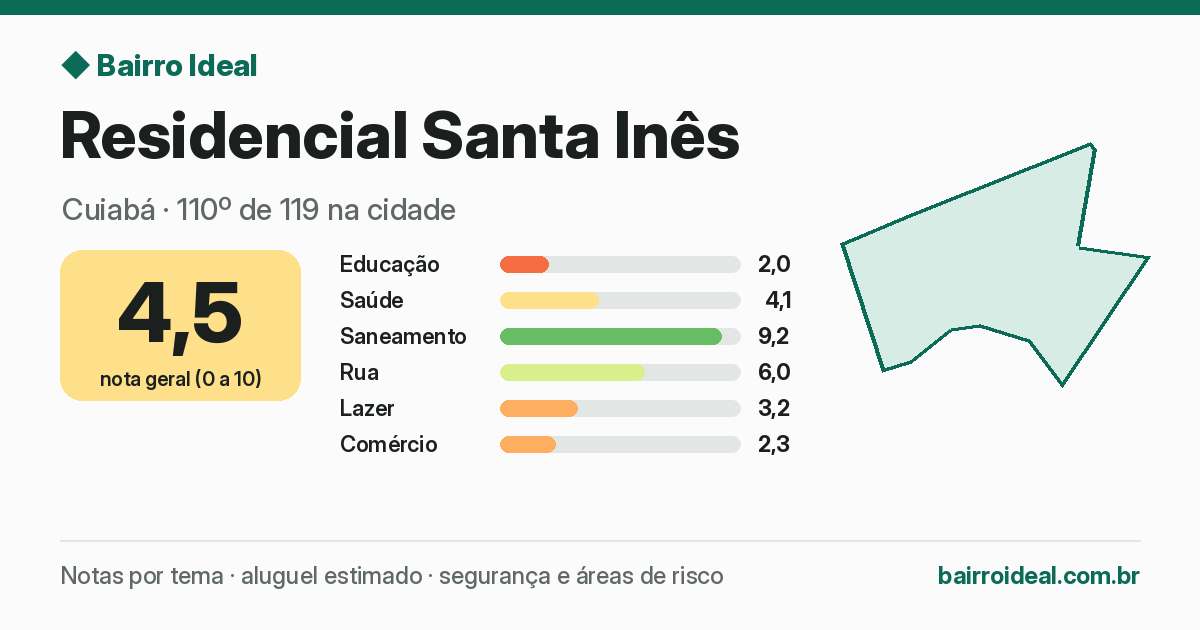 Bairro Ideal
Residencial Santa Inês
Cuiabá · 110º de 119 na cidade
4,5
nota geral (0 a 10)
Educação 2,0
Saúde 4,1
Saneamento 9,2
Rua 6,0
Lazer 3,2
Comércio 2,3
Notas por tema · aluguel estimado · segurança e áreas de risco
bairroideal.com.br